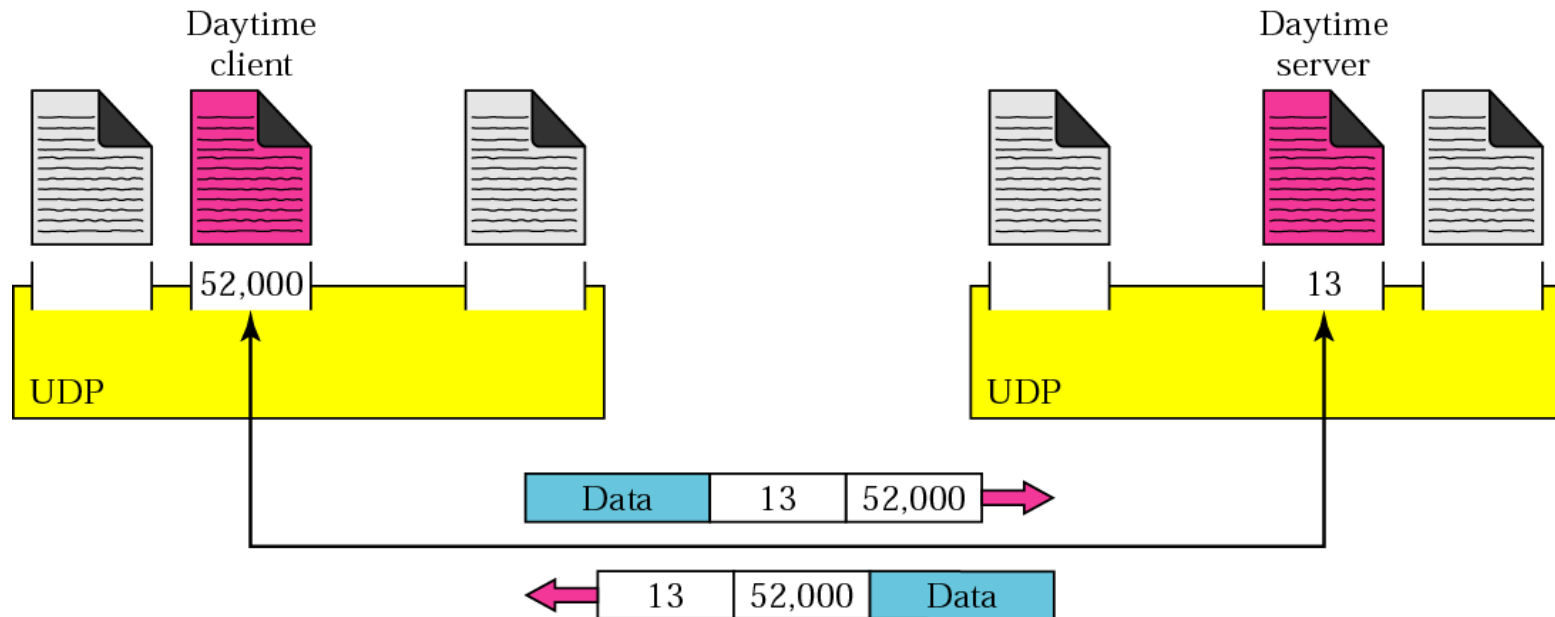 Daytime
client
Daytime
server
52,000
13
UDP
UDP
Data 13 52,000
13 52,000 Data